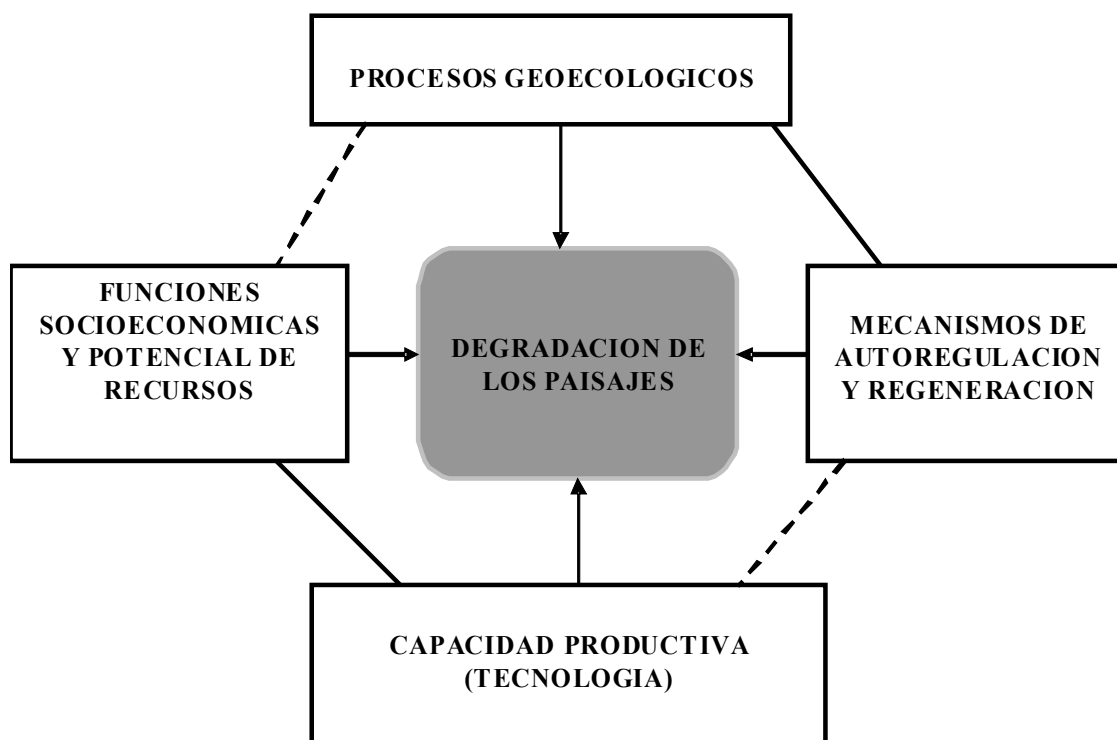 PROCESOS GEOECOLOGICOS
FUNCIONES
SOCIOECONOMICAS
Y POTENCIAL DE
RECURSOS
DEGRADACION DE
LOS PAISAJES
MECANISMOS DE
AUTOREGULACION
Y REGENERACION
CAPACIDAD PRODUCTIVA
(TECNOLOGIA)